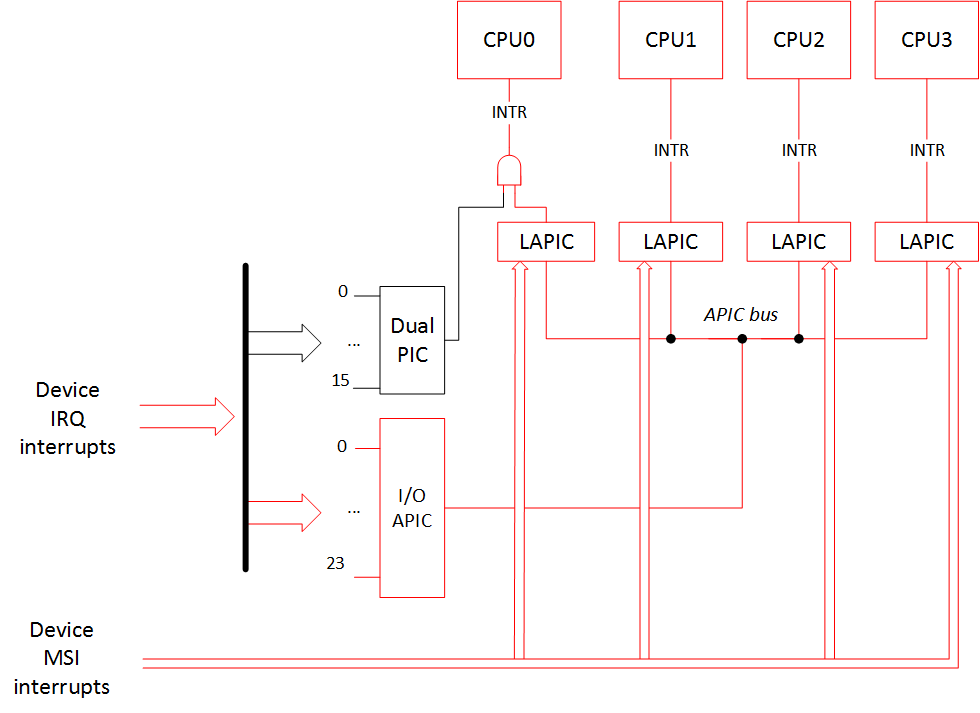 CPU0
CPU1
CPU2
CPU3
INTR
INTR
INTR
INTR
LAPIC
LAPIC
LAPIC
LAPIC
APIC bus
0
...
15
Dual
PIC
Device
IRQ
interrupts
0
...
23
I/O
APIC
Device
MSI
interrupts